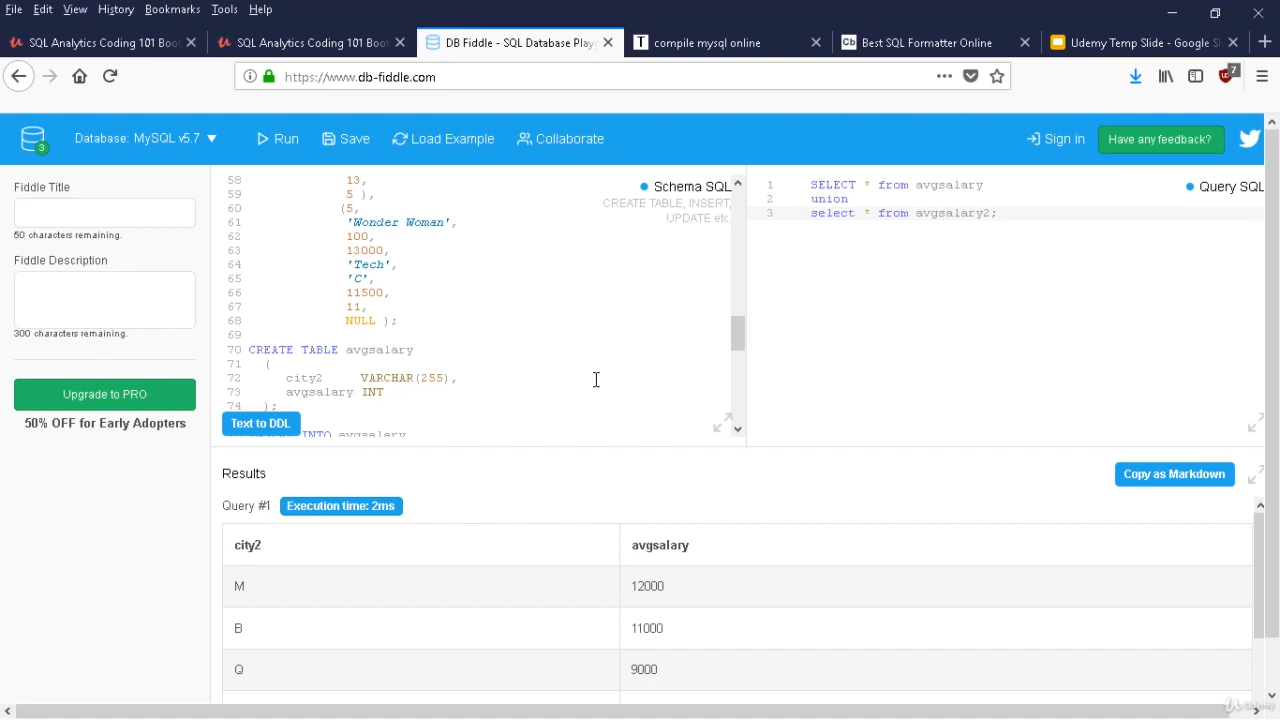 File Edit View History Bookmarks Tools Help
SQL Analytics Coding 101 Boot
SQL Analytics Coding 101 Boot
DB Fiddle - SQL Database Play
compile mysql online
Best SQL Formatter Online
Udemy Temp Slide - Google S
https://www.db-fiddle.com
7
3
Database: MySQL v5.7 ▼
Run
Save
Load Example
Collaborate
Sign in
Have any feedback?
Fiddle Title
50 characters remaining.
Fiddle Description
300 characters remaining.
Upgrade to PRO
50% OFF for Early Adopters
Schema SQL
CREATE TABLE, INSERT,
UPDATE etc.
58 13,
59 5 ),
60 (5,
61 'Wonder Woman',
62 100,
63 13000,
64 'Tech',
65 'C',
66 11500,
67 11,
68 NULL );
69
70 CREATE TABLE avgsalary
71 (
72 city2 VARCHAR(255),
73 avgsalary INT
74 );
INTO avgsalary
Text to DDL
Query SQL
1 SELECT * from avgsalary
2 union
3 select * from avgsalary2;
Results
Copy as Markdown
Query #1 Execution time: 2ms
city2 avgsalary
M 12000
B 11000
Q 9000
Udemy